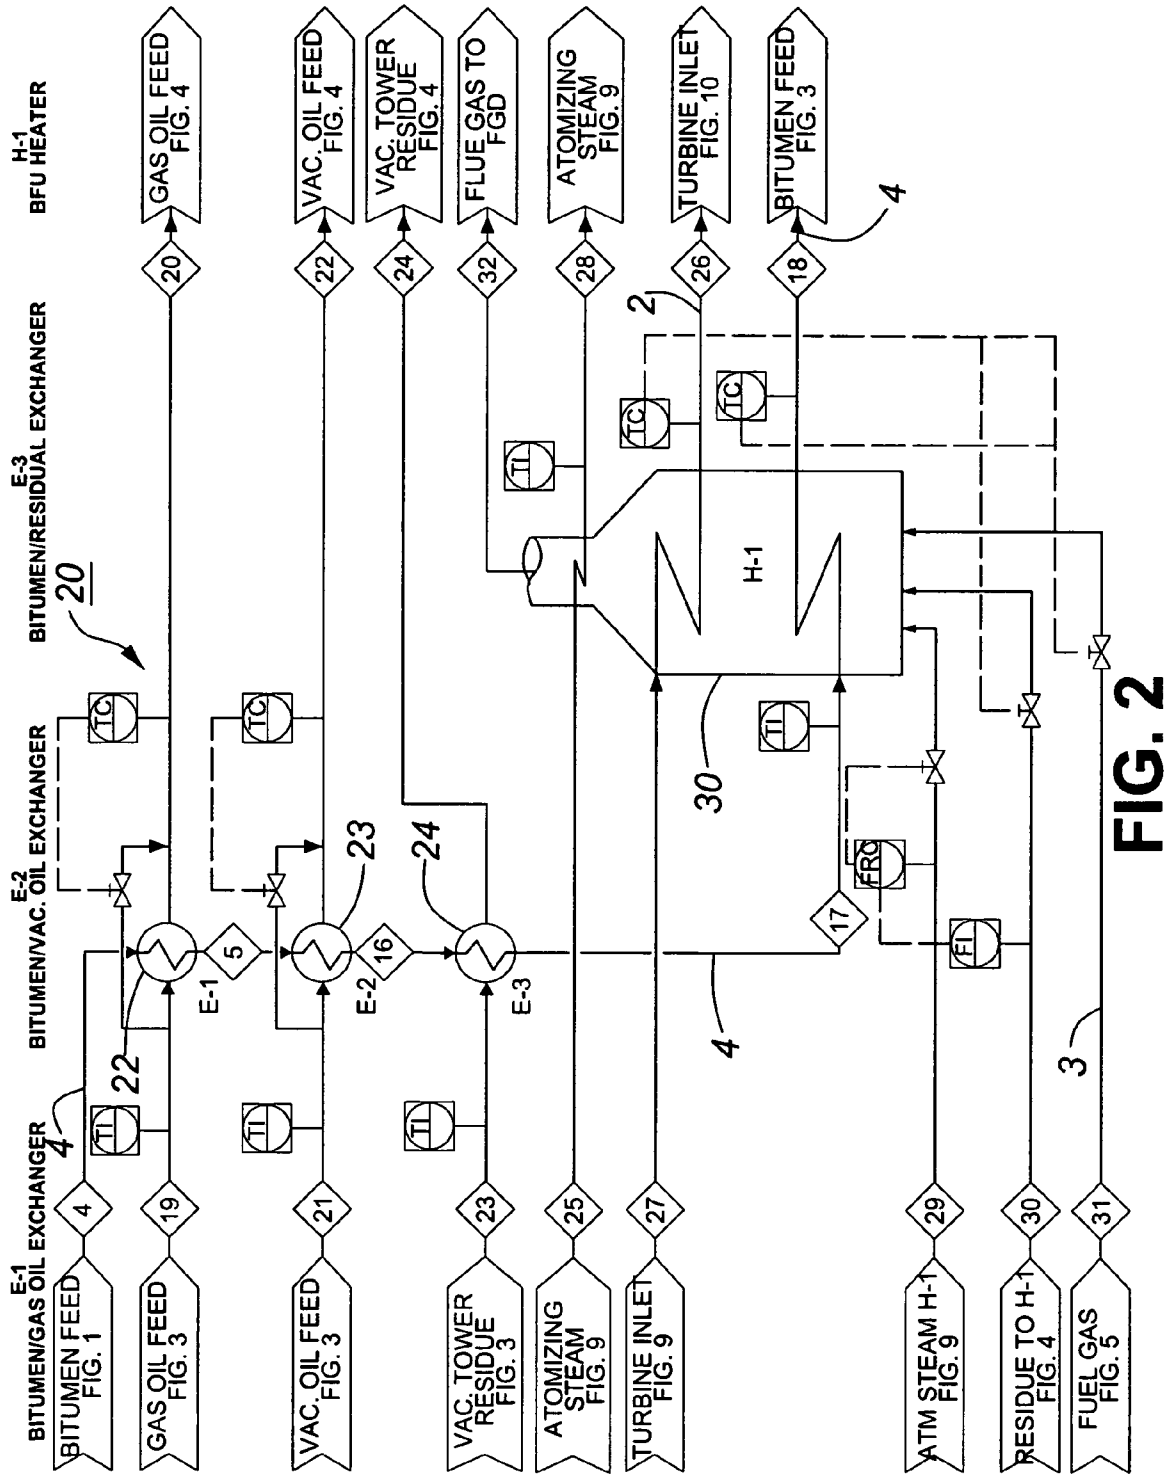 E-1
BITUMEN/GAS OIL EXCHANGER
E-2
BITUMEN/VAC. OIL EXCHANGER
E-3
BITUMEN/RESIDUAL EXCHANGER
H-1
BFU HEATER
BITUMEN FEED
FIG. 1
4
4
GAS OIL FEED
FIG. 3
19
TI
22
E-1
5
TC
20
20
GAS OIL FEED
FIG. 4
VAC. OIL FEED
FIG. 3
21
TI
E-2
16
23
TC
22
VAC. OIL FEED
FIG. 4
VAC. TOWER
RESIDUE
FIG. 3
23
TI
E-3
24
24
VAC. TOWER
RESIDUE
FIG. 4
32
FLUE GAS TO
FGD
ATOMIZING
STEAM
FIG. 9
25
TI
28
ATOMIZING
STEAM
FIG. 9
TURBINE INLET
FIG. 9
27
TC
2
26
TURBINE INLET
FIG. 10
4
17
TI
30
H-1
TC
18
4
BITUMEN FEED
FIG. 3
ATM STEAM H-1
FIG. 9
29
FRC
FI
RESIDUE TO H-1
FIG. 4
30
FUEL GAS
FIG. 5
31
3
FIG. 2